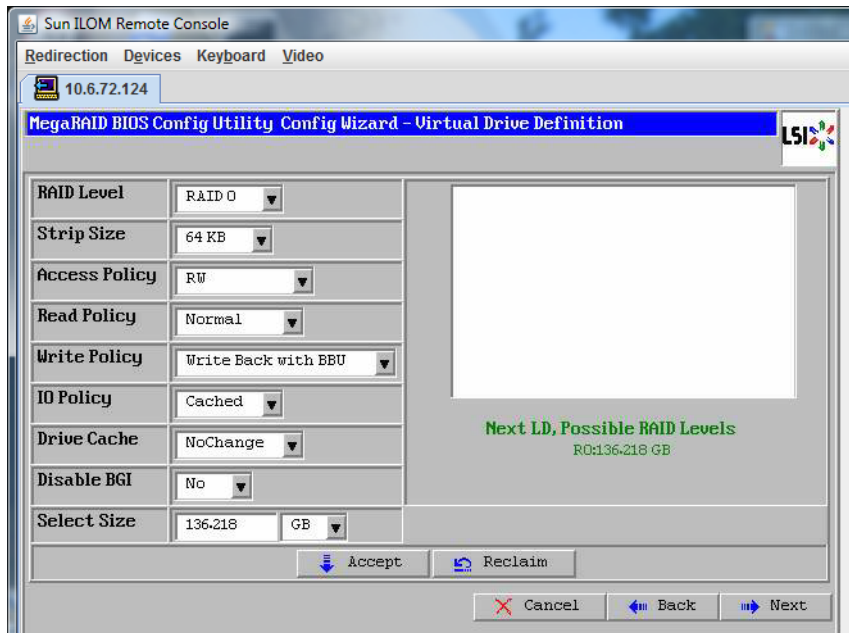 Sun ILOM Remote Console
Redirection Devices Keyboard Video
10.6.72.124
MegaRAID BIOS Config Utility Config Wizard - Virtual Drive Definition
LSI
RAID Level RAID 0
Strip Size 64 KB
Access Policy RW
Read Policy Normal
Write Policy Write Back with BBU
IO Policy Cached
Drive Cache NoChange
Disable BGI No
Select Size 136.218 GB
Next LD, Possible RAID Levels
R0:136.218 GB
Accept Reclaim
Cancel Back Next